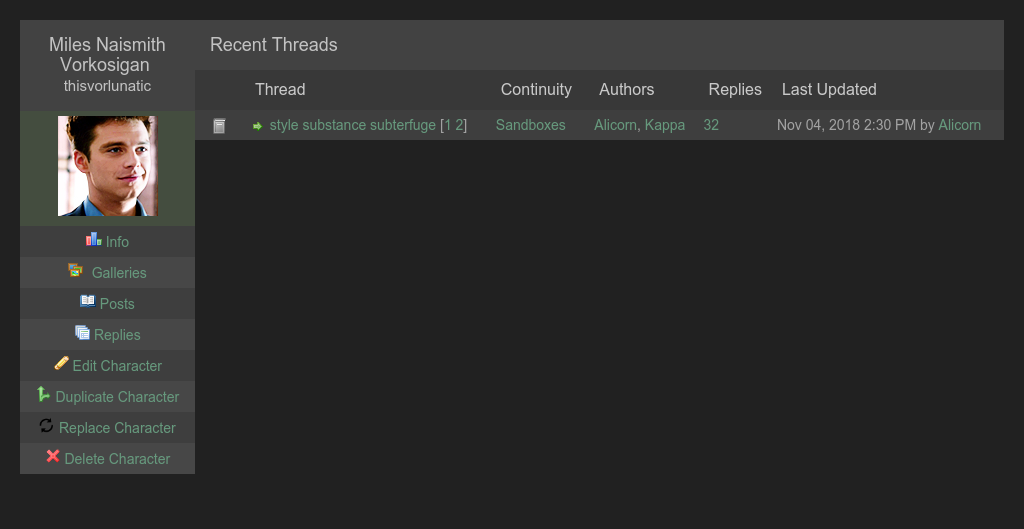 Miles Naismith
Vorkosigan
thisvorlunatic
Info
Galleries
Posts
Replies
Edit Character
Duplicate Character
Replace Character
Delete Character
Recent Threads
Thread Continuity Authors Replies Last Updated
style substance subterfuge [1 2] Sandboxes Alicorn, Kappa 32 Nov 04, 2018 2:30 PM by Alicorn